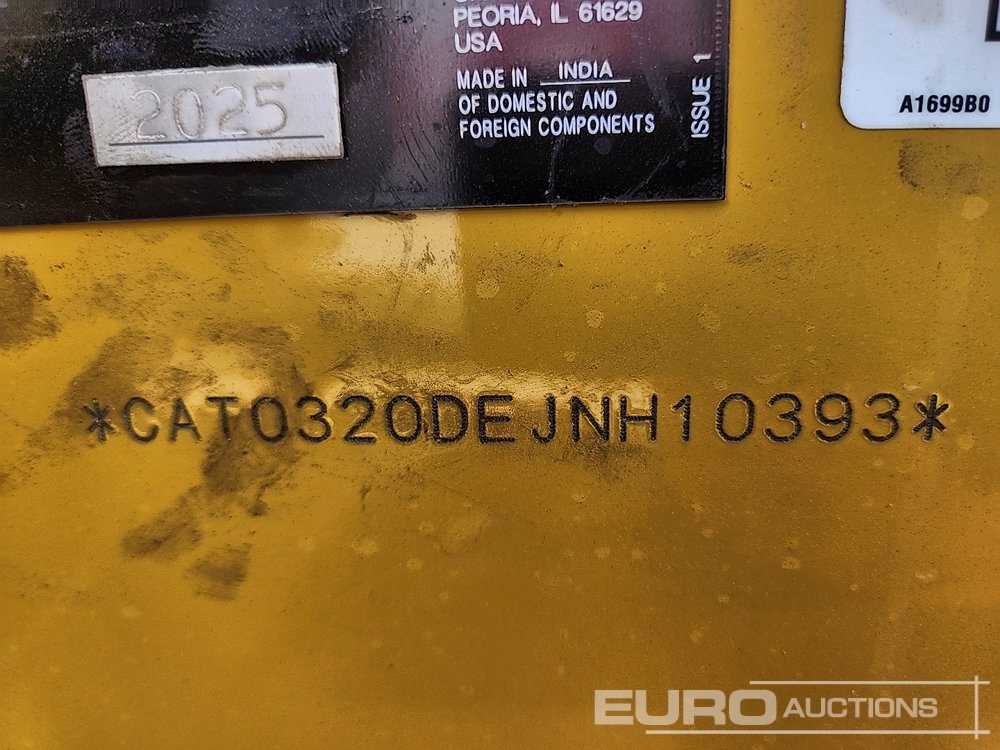 PEORIA, IL 61629
USA
MADE IN INDIA
OF DOMESTIC AND
FOREIGN COMPONENTS
ISSUE 1
2025
A1699B0
*CAT0320DEJNH10393*
EURO AUCTIONS